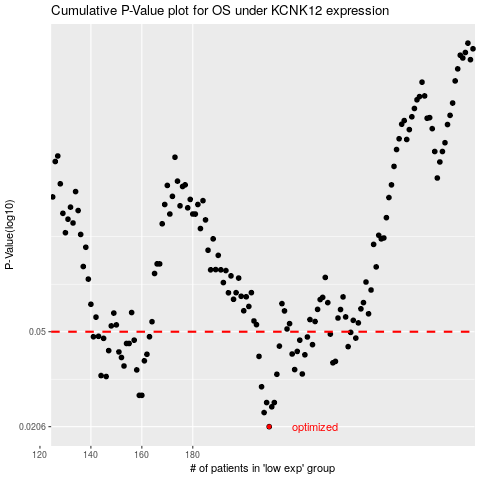 Cumulative P-Value plot for OS under KCNK12 expression
P-Value(log10)
0.05
0.0206
optimized
120 140 160 180
# of patients in 'low exp' group